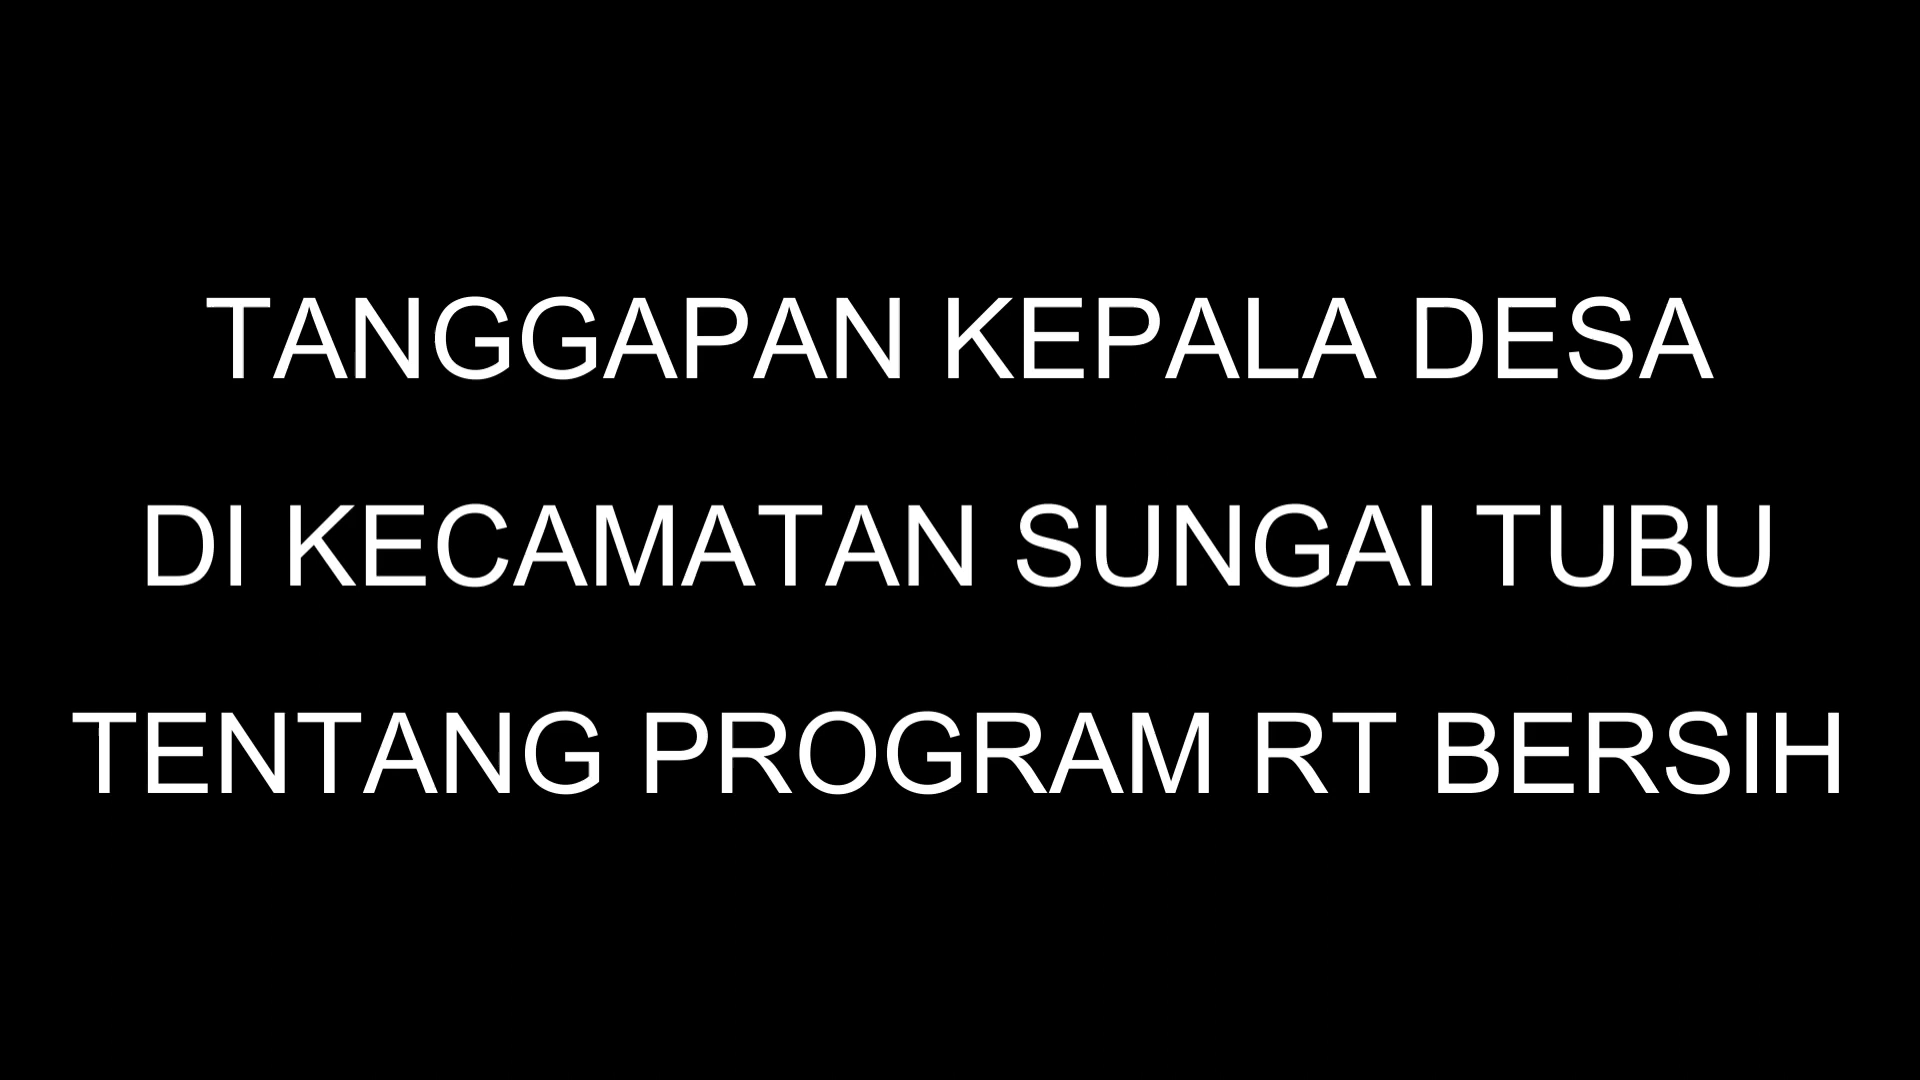 TANGGAPAN KEPALA DESA
DI KECAMATAN SUNGAI TUBU
TENTANG PROGRAM RT BERSIH